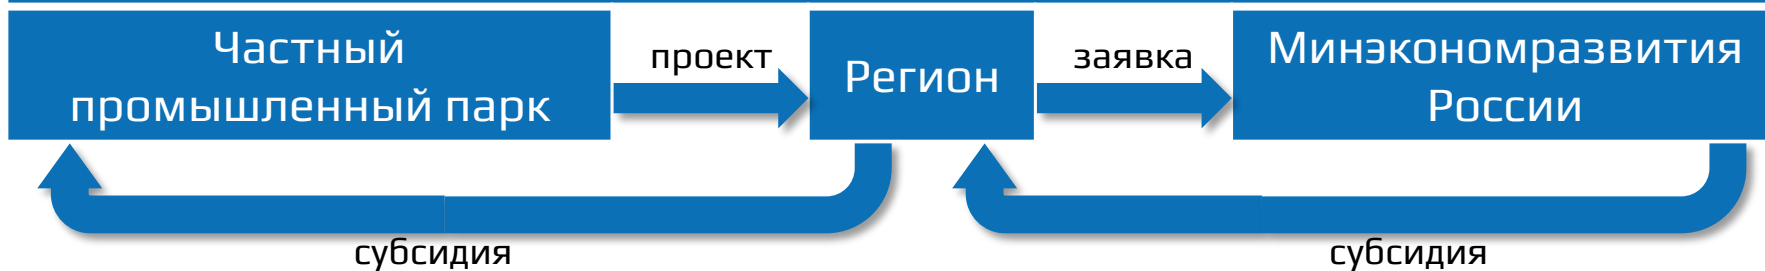 Частный
промышленный парк
проект
Регион
заявка
Минэкономразвития
России
субсидия
субсидия